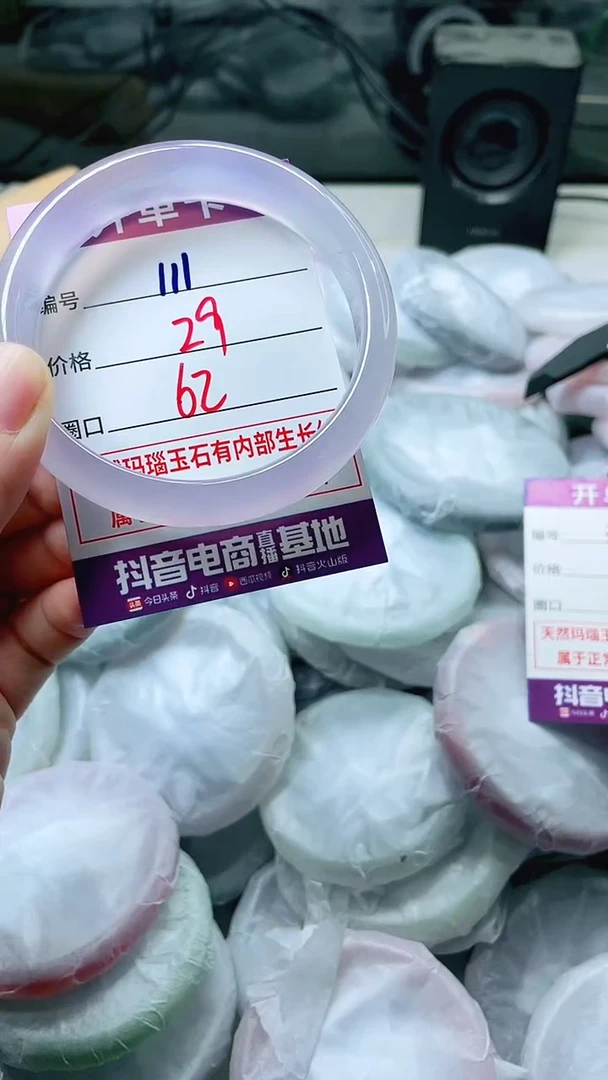 开单卡
编号 111
价格 29
圈口 62
玛瑙玉石有内部生长
属
抖音电商直播基地
头条 今日头条 抖音 西瓜视频 抖音火山版
开
编号
价格
圈口
天然玛瑙玉
属于正常
抖音电